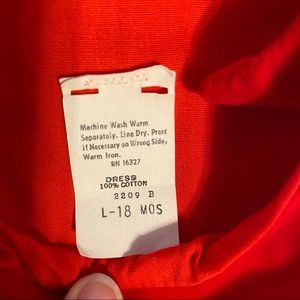 Machine Wash Warm
Separately. Line Dry. Press
if Necessary on Wrong Side,
Warm Iron.
RN 16327
DRESS
100% COTTON
2209 B
L-18 MOS